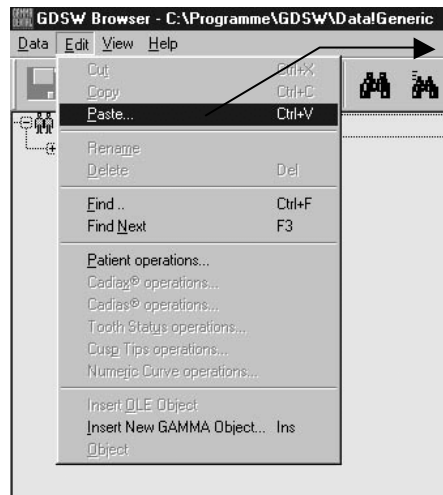 GDSW Browser - C:\Programme\GDSW\Data!Generic
Data Edit View Help
Cut Ctrl+X
Copy Ctrl+C
Paste... Ctrl+V
Rename
Delete Del
Find .. Ctrl+F
Find Next F3
Patient operations...
Cadiax® operations...
Cadias® operations...
Tooth Status operations...
Cusp Tips operations...
Numeric Curve operations...
Insert OLE Object
Insert New GAMMA Object... Ins
Object